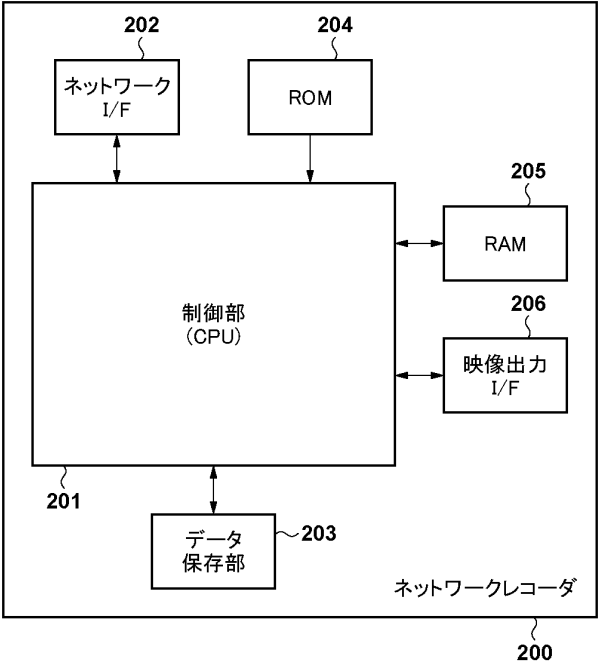 202
204
ネットワーク
I/F
ROM
205
RAM
制御部
(CPU)
206
映像出力
I/F
201
データ
保存部
203
ネットワークレコーダ
200